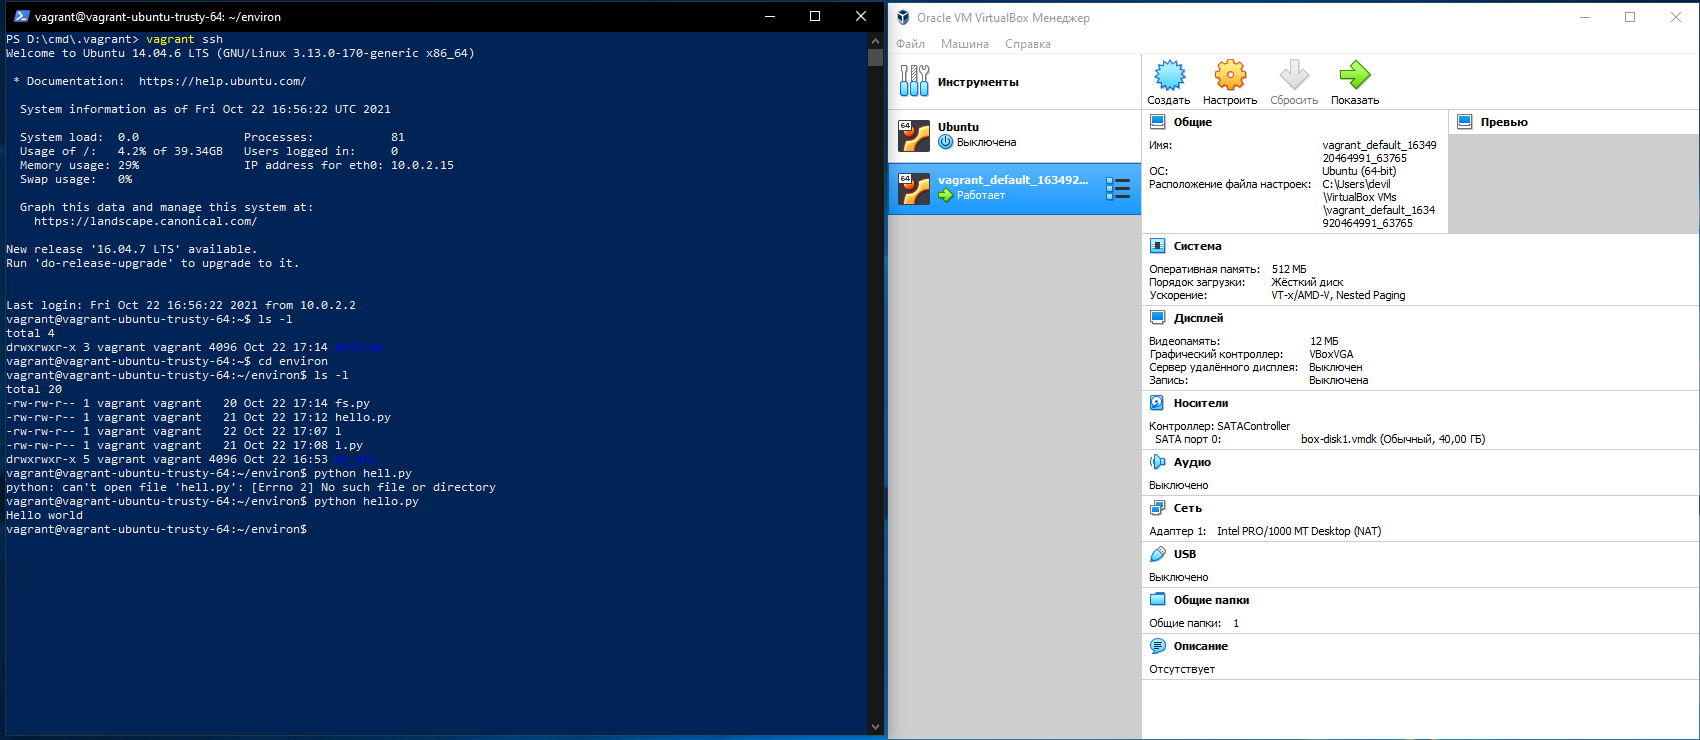 vagrant@vagrant-ubuntu-trusty-64: ~/environ
PS D:\cmd\.vagrant> vagrant ssh
Welcome to Ubuntu 14.04.6 LTS (GNU/Linux 3.13.0-170-generic x86_64)
* Documentation:  https://help.ubuntu.com/
System information as of Fri Oct 22 16:56:22 UTC 2021
System load:  0.0               Processes:           81
Usage of /:   4.2% of 39.34GB   Users logged in:     0
Memory usage: 29%               IP address for eth0: 10.0.2.15
Swap usage:   0%
Graph this data and manage this system at:
https://landscape.canonical.com/
New release '16.04.7 LTS' available.
Run 'do-release-upgrade' to upgrade to it.
Last login: Fri Oct 22 16:56:22 2021 from 10.0.2.2
vagrant@vagrant-ubuntu-trusty-64:~$ ls -l
total 4
drwxrwxr-x 3 vagrant vagrant 4096 Oct 22 17:14 environ
vagrant@vagrant-ubuntu-trusty-64:~$ cd environ
vagrant@vagrant-ubuntu-trusty-64:~/environ$ ls -l
total 20
-rw-rw-r-- 1 vagrant vagrant   20 Oct 22 17:14 fs.py
-rw-rw-r-- 1 vagrant vagrant   21 Oct 22 17:12 hello.py
-rw-rw-r-- 1 vagrant vagrant   22 Oct 22 17:07 l
-rw-rw-r-- 1 vagrant vagrant   21 Oct 22 17:08 l.py
drwxrwxr-x 5 vagrant vagrant 4096 Oct 22 16:53
vagrant@vagrant-ubuntu-trusty-64:~/environ$ python hell.py
python: can't open file 'hell.py': [Errno 2] No such file or directory
vagrant@vagrant-ubuntu-trusty-64:~/environ$ python hello.py
Hello world
vagrant@vagrant-ubuntu-trusty-64:~/environ$
Oracle VM VirtualBox Менеджер
Файл Машина Справка
Инструменты
64 Ubuntu
Выключена
64 vagrant_default_163492...
Работает
Создать Настроить Сбросить Показать
Общие
Имя: vagrant_default_16349
20464991_63765
ОС: Ubuntu (64-bit)
Расположение файла настроек: C:\Users\devil
\VirtualBox VMs
\vagrant_default_1634
920464991_63765
Превью
Система
Оперативная память: 512 МБ
Порядок загрузки: Жёсткий диск
Ускорение: VT-x/AMD-V, Nested Paging
Дисплей
Видеопамять: 12 МБ
Графический контроллер: VBoxVGA
Сервер удалённого дисплея: Выключен
Запись: Выключена
Носители
Контроллер: SATAController
SATA порт 0: box-disk1.vmdk (Обычный, 40,00 ГБ)
Аудио
Выключено
Сеть
Адаптер 1: Intel PRO/1000 MT Desktop (NAT)
USB
Выключено
Общие папки
Общие папки: 1
Описание
Отсутствует